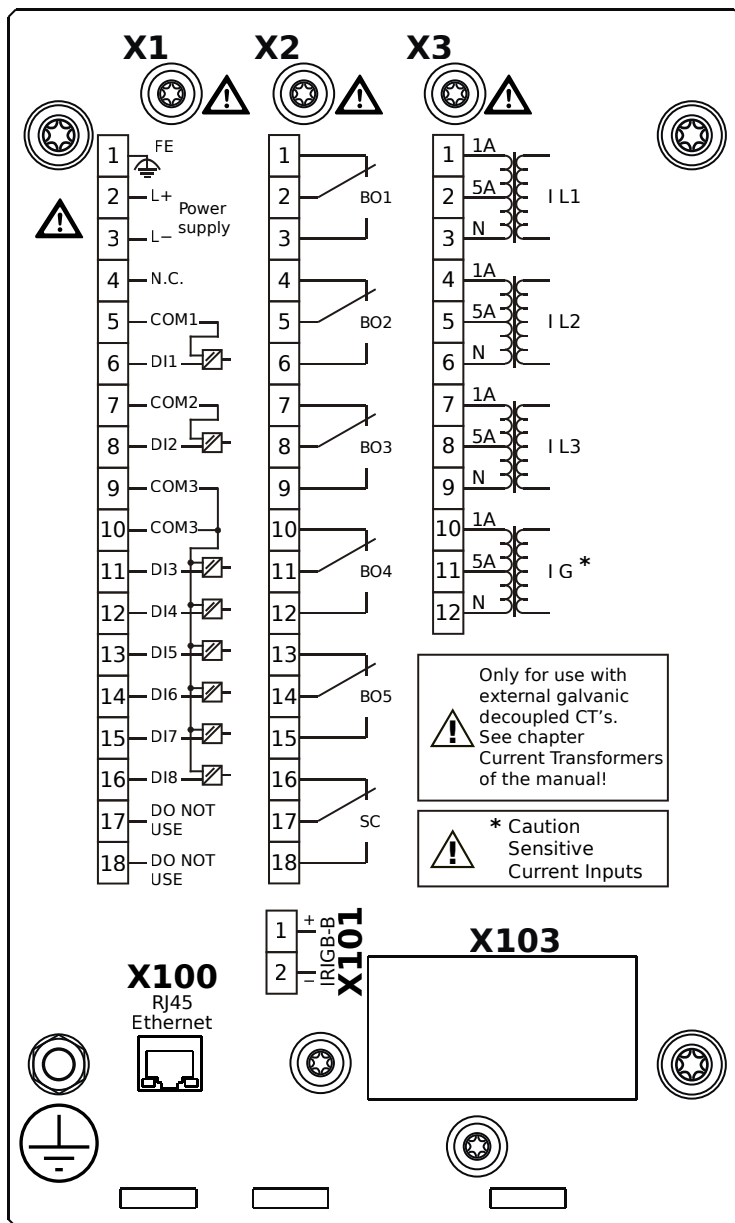 X1 X2 X3
1 FE
2 L+ Power
supply
3 L−
4 N.C.
5 COM1
6 DI1
7 COM2
8 DI2
9 COM3
10 COM3
11 DI3
12 DI4
13 DI5
14 DI6
15 DI7
16 DI8
17 DO NOT
USE
18 DO NOT
USE
1
2 BO1
3
4
5 BO2
6
7
8 BO3
9
10
11 BO4
12
13
14 BO5
15
16
17 SC
18
1 1A
2 5A I L1
3 N
4 1A
5 5A I L2
6 N
7 1A
8 5A I L3
9 N
10 1A
11 5A I G *
12 N
! Only for use with
external galvanic
decoupled CT's.
See chapter
Current Transformers
of the manual!
! * Caution
Sensitive
Current Inputs
1 +
2 −
IRIGB-B
X101
X103
X100
RJ45
Ethernet